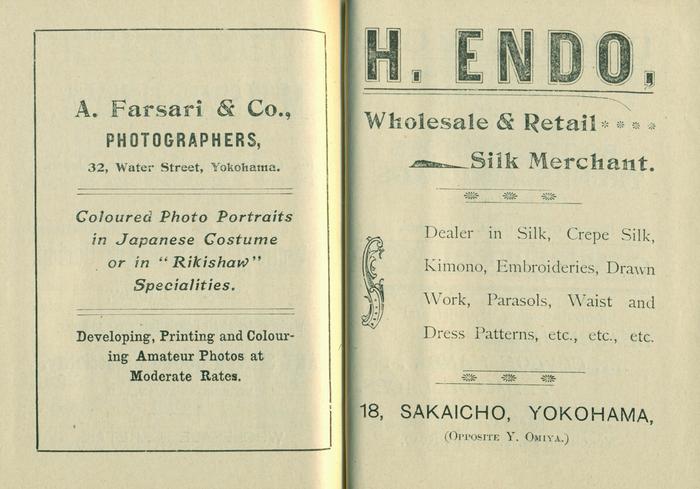 A. Farsari & Co.,
PHOTOGRAPHERS,
32, Water Street, Yokohama.
Coloured Photo Portraits
in Japanese Costume
or in “Rikishaw”
Specialities.
Developing, Printing and Colour-
ing Amateur Photos at
Moderate Rates.
H. ENDO,
Wholesale & Retail
Silk Merchant.
Dealer in Silk, Crepe Silk,
Kimono, Embroideries, Drawn
Work, Parasols, Waist and
Dress Patterns, etc., etc., etc.
18, SAKAICHO, YOKOHAMA,
(Opposite Y. Omiya.)